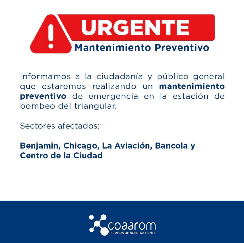 URGENTE
Mantenimiento Preventivo
Informamos a la ciudadanía y público general
que estaremos realizando un mantenimiento
preventivo de emergencia en la estación de
bombeo del triangular.
Sectores afectados:
Benjamin, Chicago, La Aviación, Bancola y
Centro de la Ciudad
coaarom